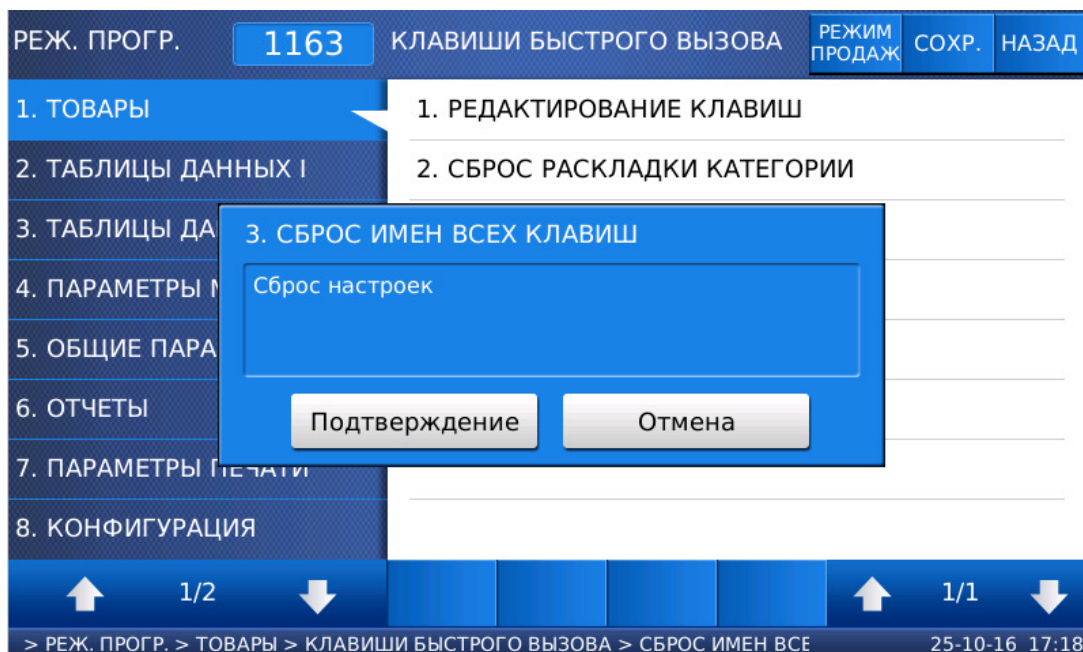 РЕЖ. ПРОГР. 1163 КЛАВИШИ БЫСТРОГО ВЫЗОВА РЕЖИМ ПРОДАЖ СОХР. НАЗАД
1. ТОВАРЫ
1. РЕДАКТИРОВАНИЕ КЛАВИШ
2. ТАБЛИЦЫ ДАННЫХ I
2. СБРОС РАСКЛАДКИ КАТЕГОРИИ
3. ТАБЛИЦЫ ДА
3. СБРОС ИМЕН ВСЕХ КЛАВИШ
4. ПАРАМЕТРЫ
Сброс настроек
5. ОБЩИЕ ПАРА
6. ОТЧЕТЫ
Подтверждение Отмена
7. ПАРАМЕТРЫ ПЕЧАТИ
8. КОНФИГУРАЦИЯ
1/2 1/1
> РЕЖ. ПРОГР. > ТОВАРЫ > КЛАВИШИ БЫСТРОГО ВЫЗОВА > СБРОС ИМЕН ВСЕ 25-10-16 17:18